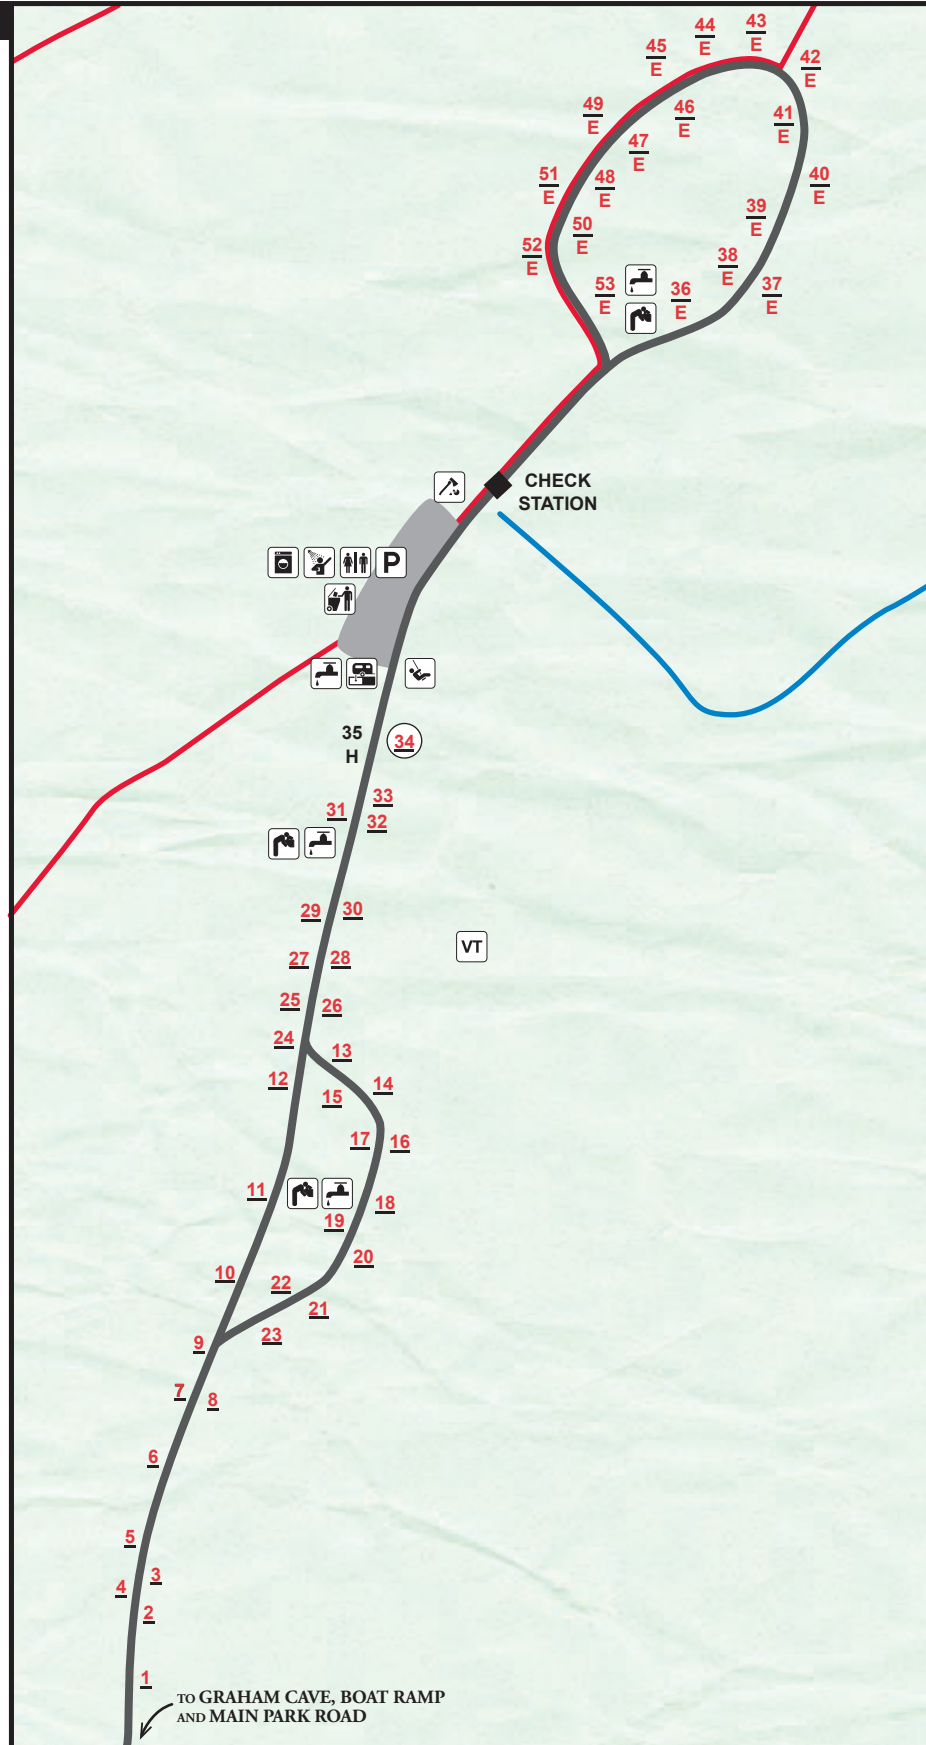 43
E
44
E
45
E
42
E
49
E
46
E
41
E
47
E
51
E
48
E
40
E
39
E
50
E
52
E
38
E
53
E
36
E
37
E
CHECK
STATION
P
35
H
34
33
31
32
29
30
27
28
VT
25
26
24
13
12
14
15
17
16
11
18
19
20
10
22
21
23
9
7
8
6
5
3
4
2
1
TO GRAHAM CAVE, BOAT RAMP
AND MAIN PARK ROAD